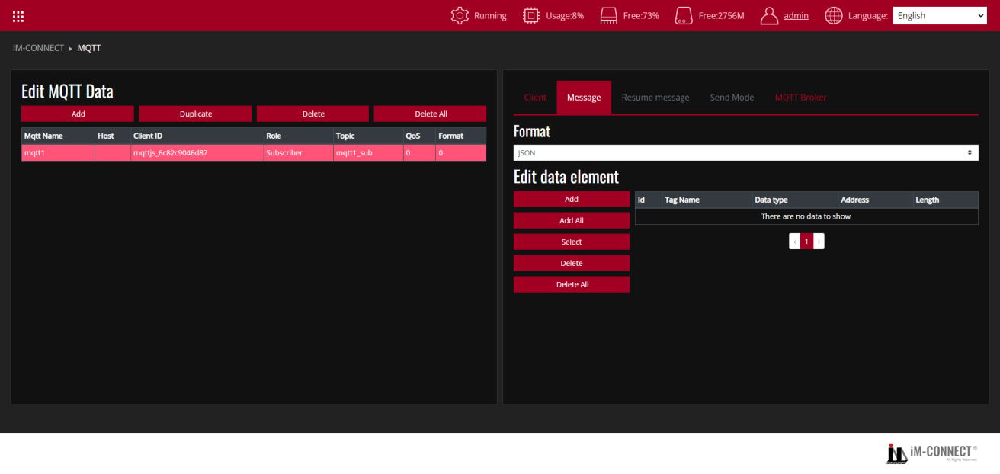 Running Usage:8% Free:73% Free:2756M admin Language: English
iM-CONNECT ▸ MQTT
Edit MQTT Data
Add Duplicate Delete Delete All
Mqtt Name Host Client ID Role Topic QoS Format
mqtt1 mqttjs_6c82c9046d87 Subscriber mqtt1_sub 0 0
Client Message Resume message Send Mode MQTT Broker
Format
JSON
Edit data element
Add
Add All
Select
Delete
Delete All
Id Tag Name Data type Address Length
There are no data to show
‹ 1 ›
iM-CONNECT ®
All Rights Reserved.